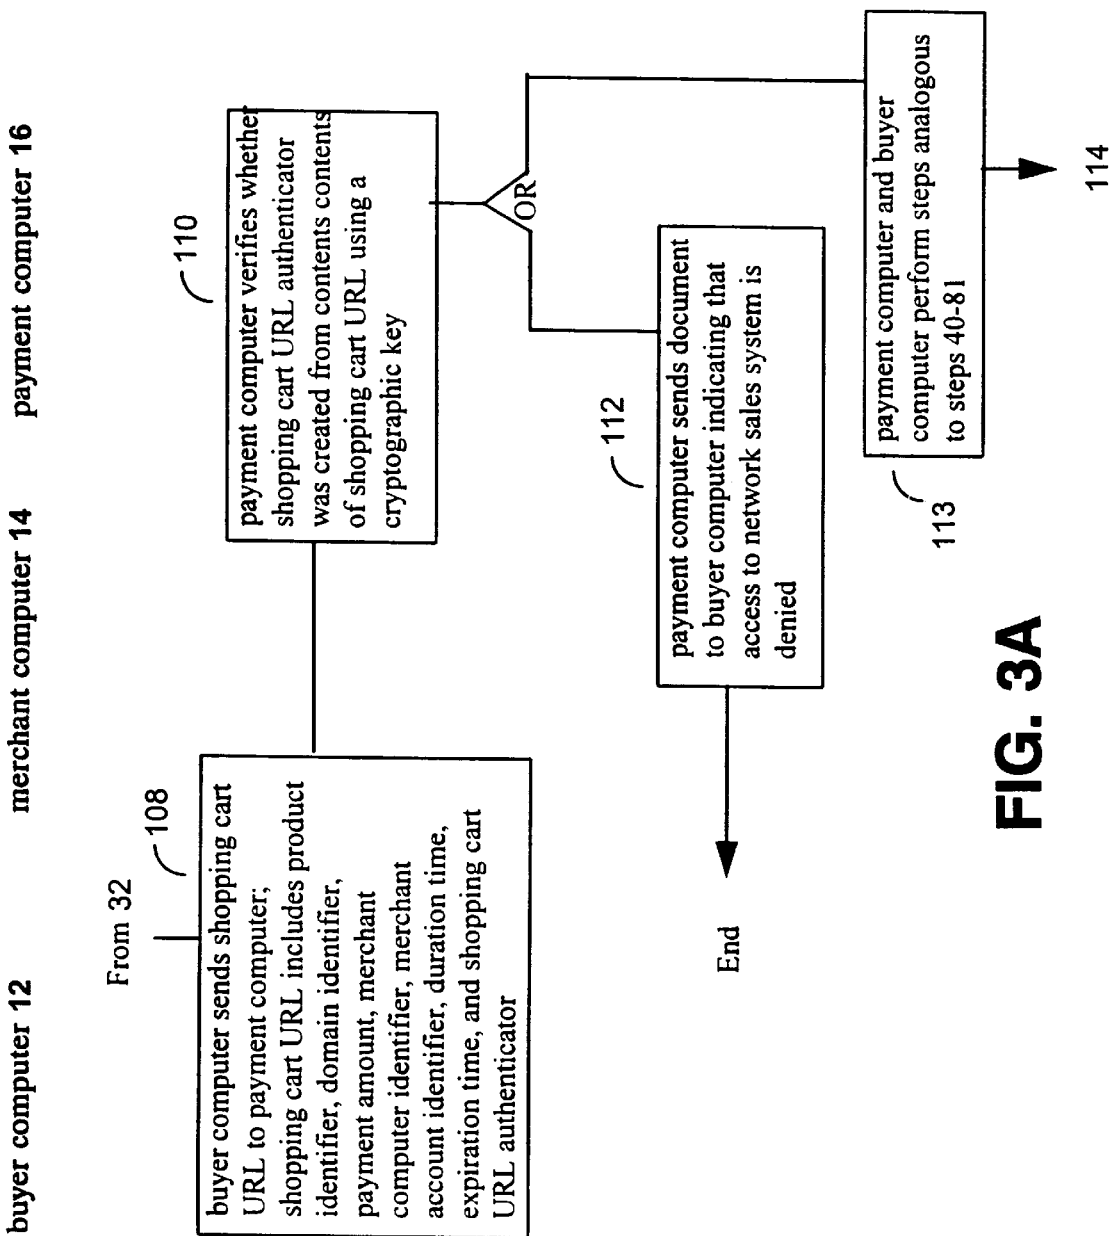 buyer computer 12
merchant computer 14
payment computer 16
From 32
108
buyer computer sends shopping cart
URL to payment computer;
shopping cart URL includes product
identifier, domain identifier,
payment amount, merchant
computer identifier, merchant
account identifier, duration time,
expiration time, and shopping cart
URL authenticator
110
payment computer verifies whether
shopping cart URL authenticator
was created from contents contents
of shopping cart URL using a
cryptographic key
OR
112
payment computer sends document
to buyer computer indicating that
access to network sales system is
denied
End
payment computer and buyer
computer perform steps analogous
to steps 40-81
113
114
FIG. 3A